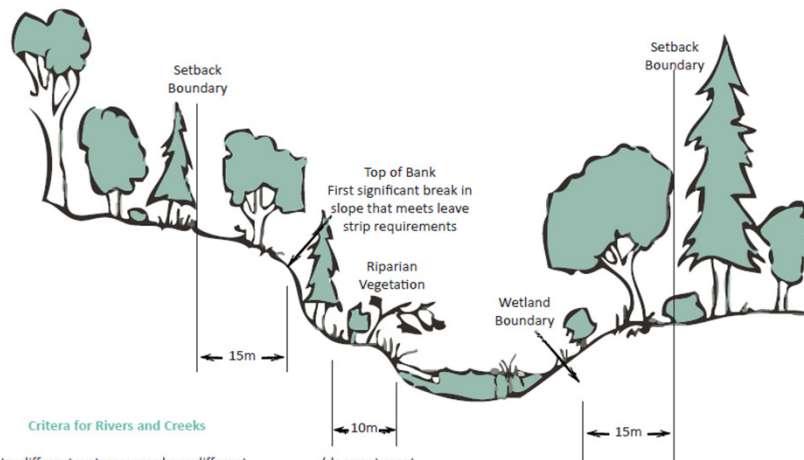 Setback
Boundary
Setback
Boundary
Top of Bank
First significant break in
slope that meets leave
strip requirements
Riparian
Vegetation
Wetland
Boundary
15m
10m
15m
Critera for Rivers and Creeks